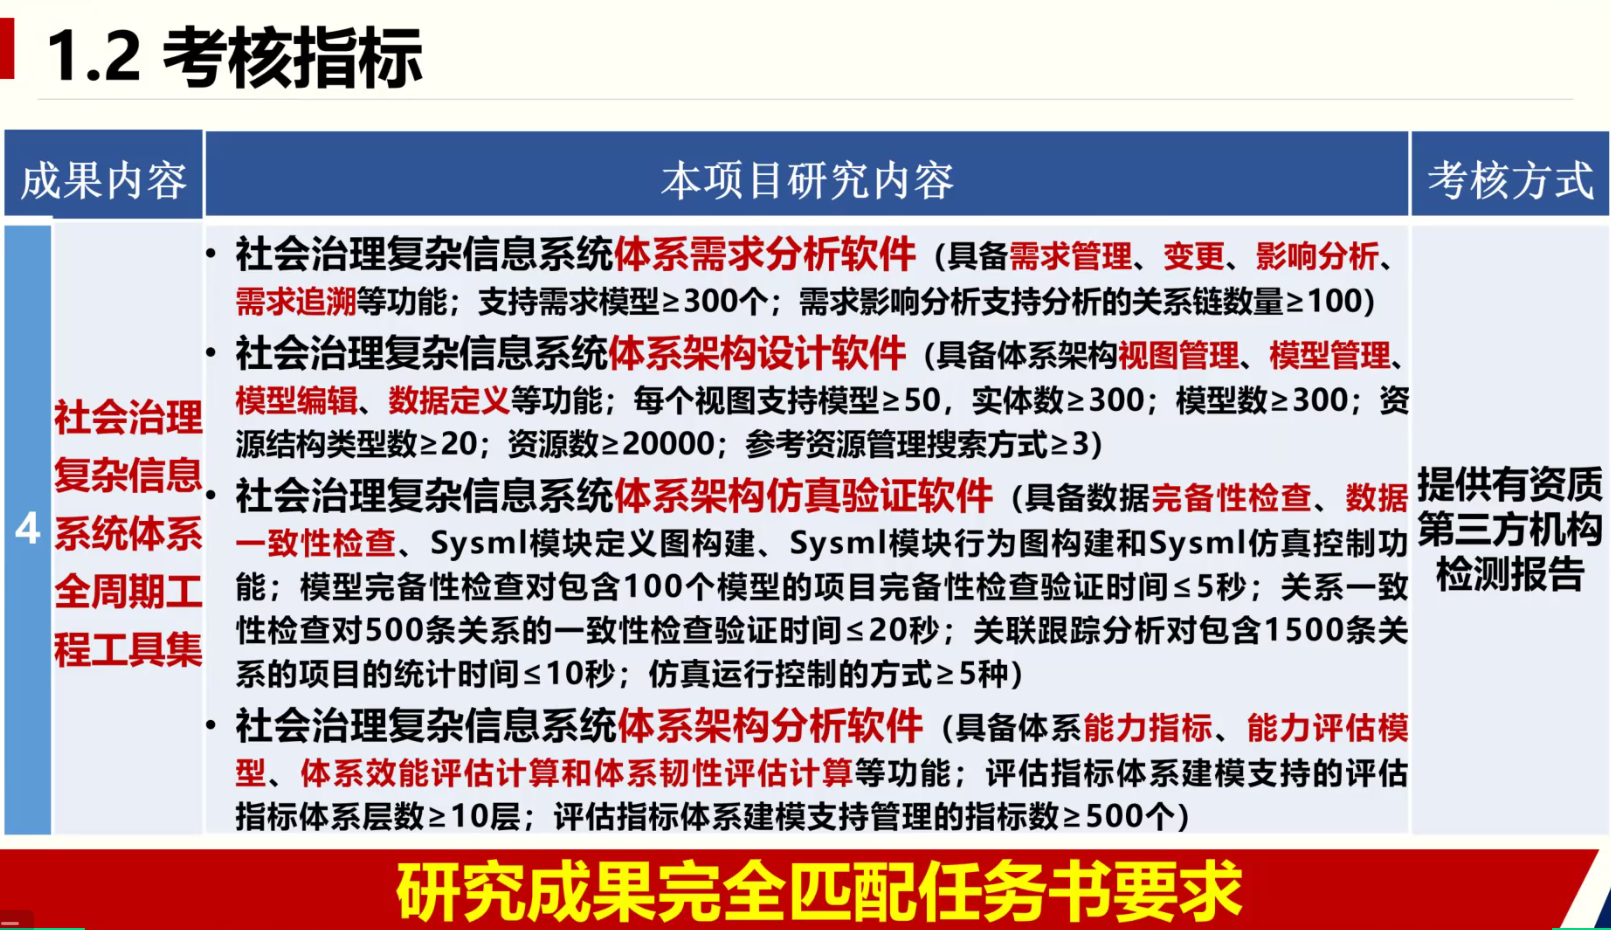 1.2 考核指标
成果内容
本项目研究内容
考核方式
4
社会治理
复杂信息
系统体系
全周期工
程工具集
• 社会治理复杂信息系统体系需求分析软件（具备需求管理、变更、影响分析、
需求追溯等功能；支持需求模型≥300个；需求影响分析支持分析的关系链数量≥100）
• 社会治理复杂信息系统体系架构设计软件（具备体系架构视图管理、模型管理、
模型编辑、数据定义等功能；每个视图支持模型≥50，实体数≥300；模型数≥300；资
源结构类型数≥20；资源数≥20000；参考资源管理搜索方式≥3）
• 社会治理复杂信息系统体系架构仿真验证软件（具备数据完备性检查、数据
一致性检查、Sysml模块定义图构建、Sysml模块行为图构建和Sysml仿真控制功
能；模型完备性检查对包含100个模型的项目完备性检查验证时间≤5秒；关系一致
性检查对500条关系的一致性检查验证时间≤20秒；关联跟踪分析对包含1500条关
系的项目的统计时间≤10秒；仿真运行控制的方式≥5种）
• 社会治理复杂信息系统体系架构分析软件（具备体系能力指标、能力评估模
型、体系效能评估计算和体系韧性评估计算等功能；评估指标体系建模支持的评估
指标体系层数≥10层；评估指标体系建模支持管理的指标数≥500个）
提供有资质
第三方机构
检测报告
研究成果完全匹配任务书要求